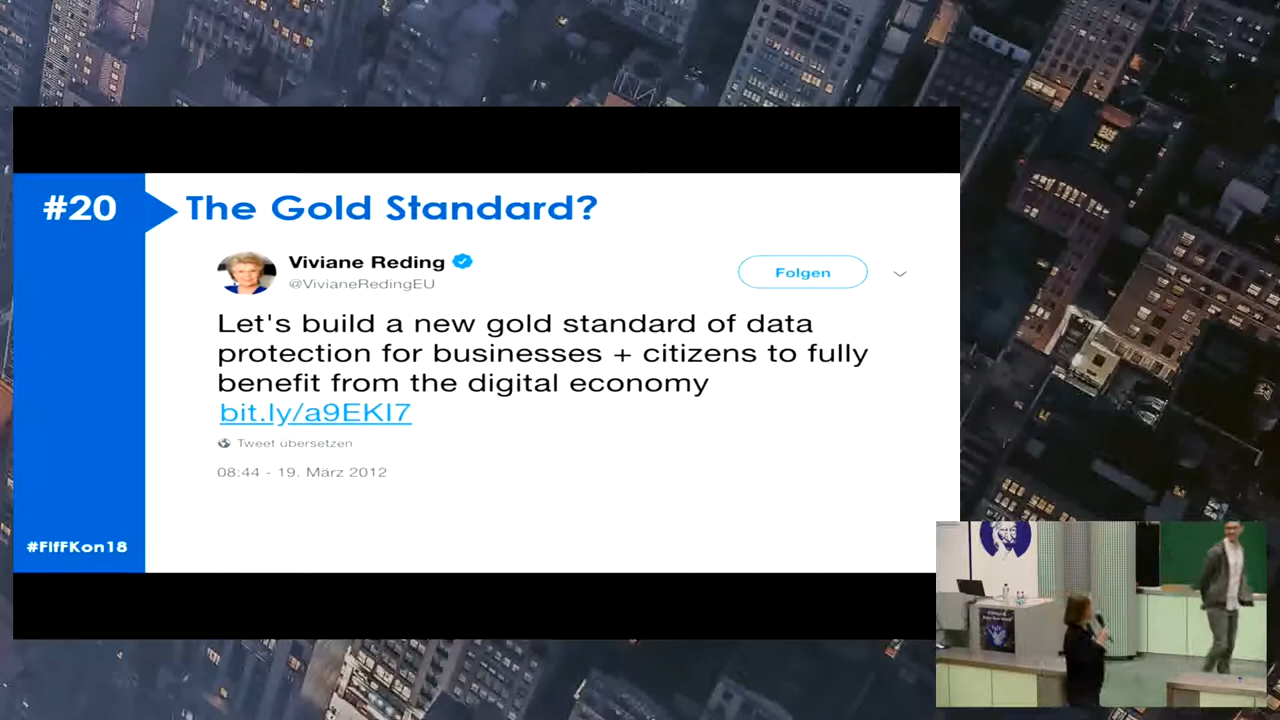 #20
The Gold Standard?
Viviane Reding
@VivianeRedingEU
Folgen
Let's build a new gold standard of data
protection for businesses + citizens to fully
benefit from the digital economy
bit.ly/a9EKI7
Tweet übersetzen
08:44 - 19. März 2012
#FIfFKon18